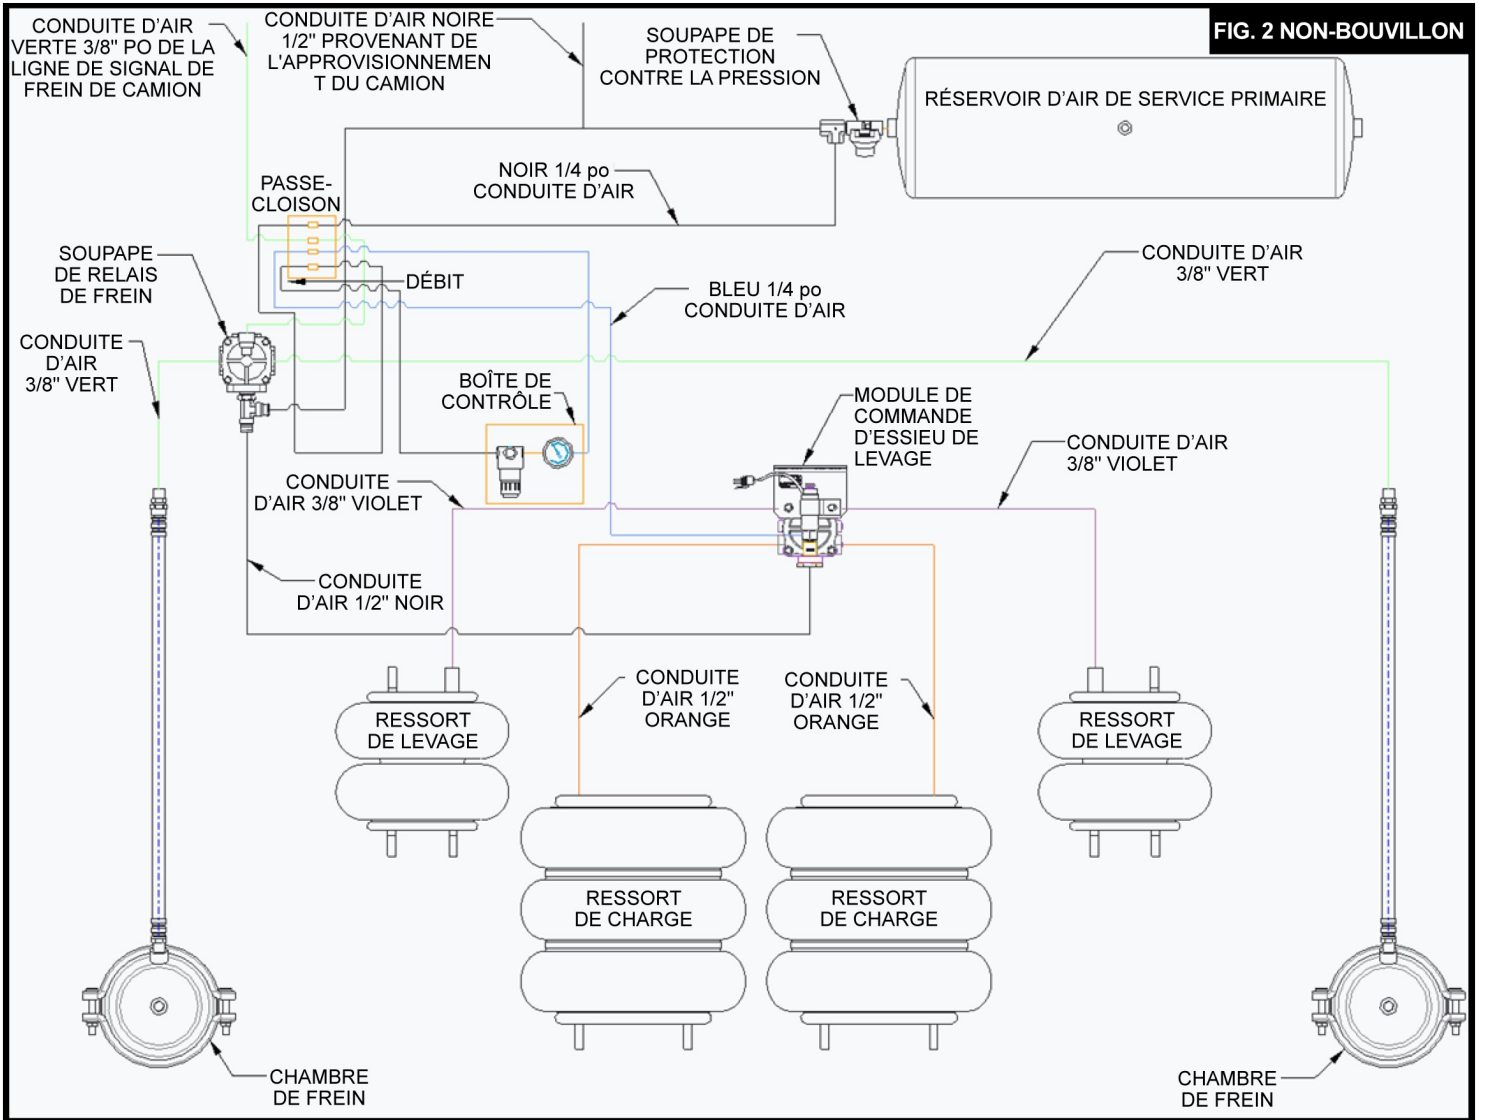 FIG. 2 NON-BOUVILLON
CONDUITE D'AIR
VERTE 3/8" PO DE LA
LIGNE DE SIGNAL DE
FREIN DE CAMION
CONDUITE D'AIR NOIRE
1/2" PROVENANT DE
L'APPROVISIONNEMEN
T DU CAMION
SOUPAPE DE
PROTECTION
CONTRE LA PRESSION
RÉSERVOIR D'AIR DE SERVICE PRIMAIRE
NOIR 1/4 po
CONDUITE D'AIR
PASSE-
CLOISON
SOUPAPE
DE RELAIS
DE FREIN
DÉBIT
BLEU 1/4 po
CONDUITE D'AIR
CONDUITE D'AIR
3/8" VERT
CONDUITE
D'AIR
3/8" VERT
BOÎTE DE
CONTRÔLE
MODULE DE
COMMANDE
D'ESSIEU DE
LEVAGE
CONDUITE D'AIR
3/8" VIOLET
CONDUITE
D'AIR 3/8" VIOLET
CONDUITE
D'AIR 1/2" NOIR
CONDUITE
D'AIR 1/2"
ORANGE
CONDUITE
D'AIR 1/2"
ORANGE
RESSORT
DE LEVAGE
RESSORT
DE LEVAGE
RESSORT
DE CHARGE
RESSORT
DE CHARGE
CHAMBRE
DE FREIN
CHAMBRE
DE FREIN